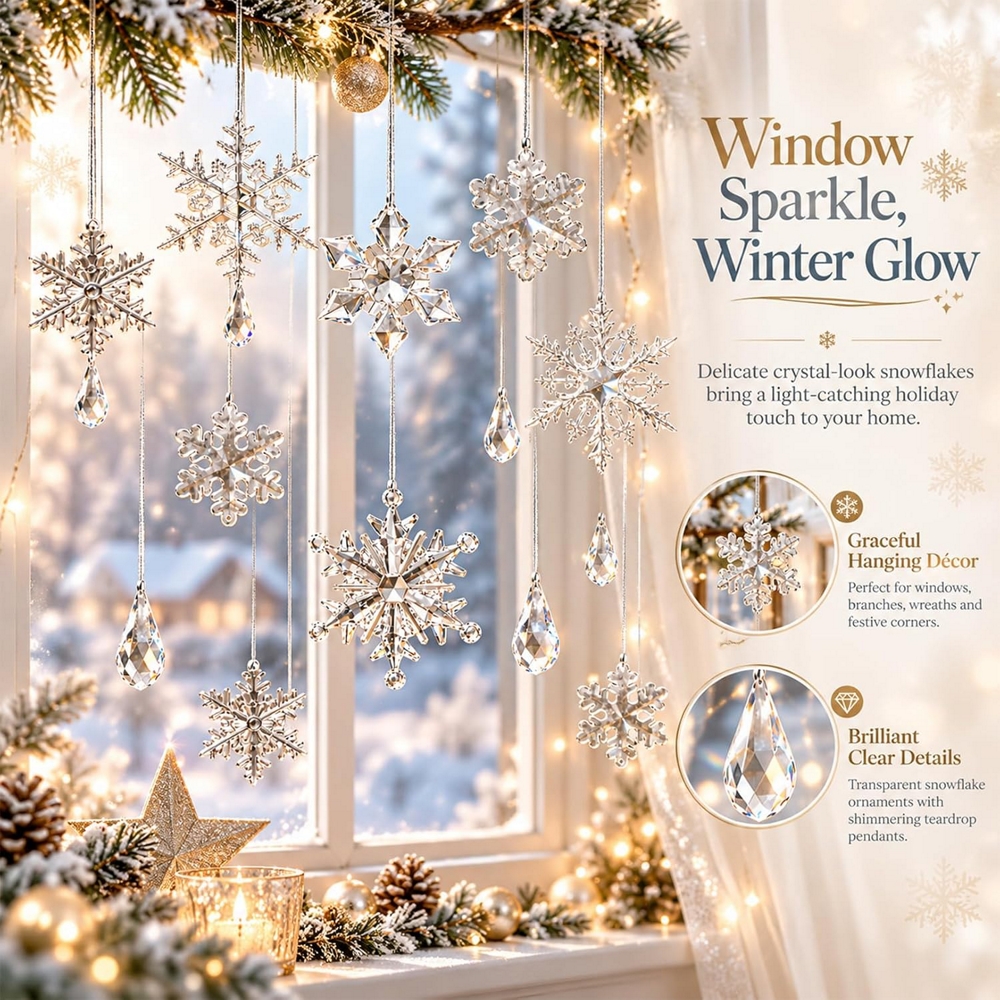 Window
Sparkle,
Winter Glow
Delicate crystal-look snowflakes
bring a light-catching holiday
touch to your home.
Graceful
Hanging Décor
Perfect for windows,
branches, wreaths and
festive corners.
Brilliant
Clear Details
Transparent snowflake
ornaments with
shimmering teardrop
pendants.